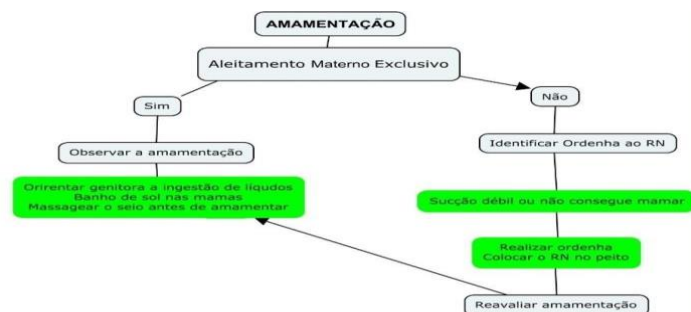 AMAMENTAÇÃO
Aleitamento Materno Exclusivo
Sim
Não
Observar a amamentação
Identificar Ordenha ao RN
Orirentar genitora a ingestão de líqudos
Banho de sol nas mamas
Massagear o seio antes de amamentar
Sucção débil ou não consegue mamar
Realizar ordenha
Colocar o RN no peito
Reavaliar amamentação